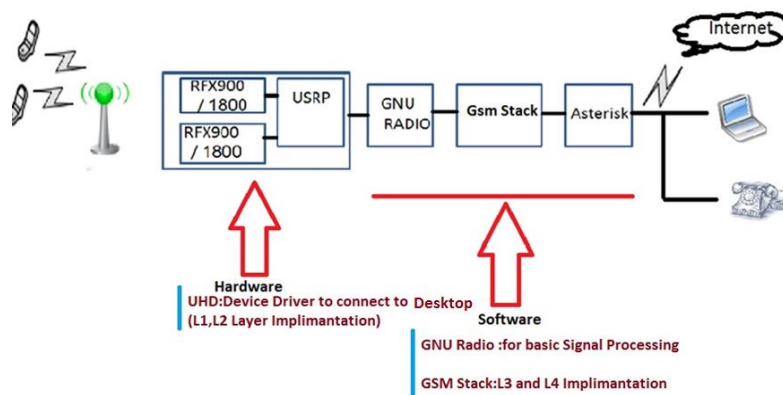 Internet
RFX900
/ 1800
USRP
RFX900
/ 1800
GNU
RADIO
Gsm Stack
Asterisk
Hardware
UHD:Device Driver to connect to Desktop
(L1,L2 Layer Implimantation)
Software
GNU Radio :for basic Signal Processing
GSM Stack:L3 and L4 Implimantation